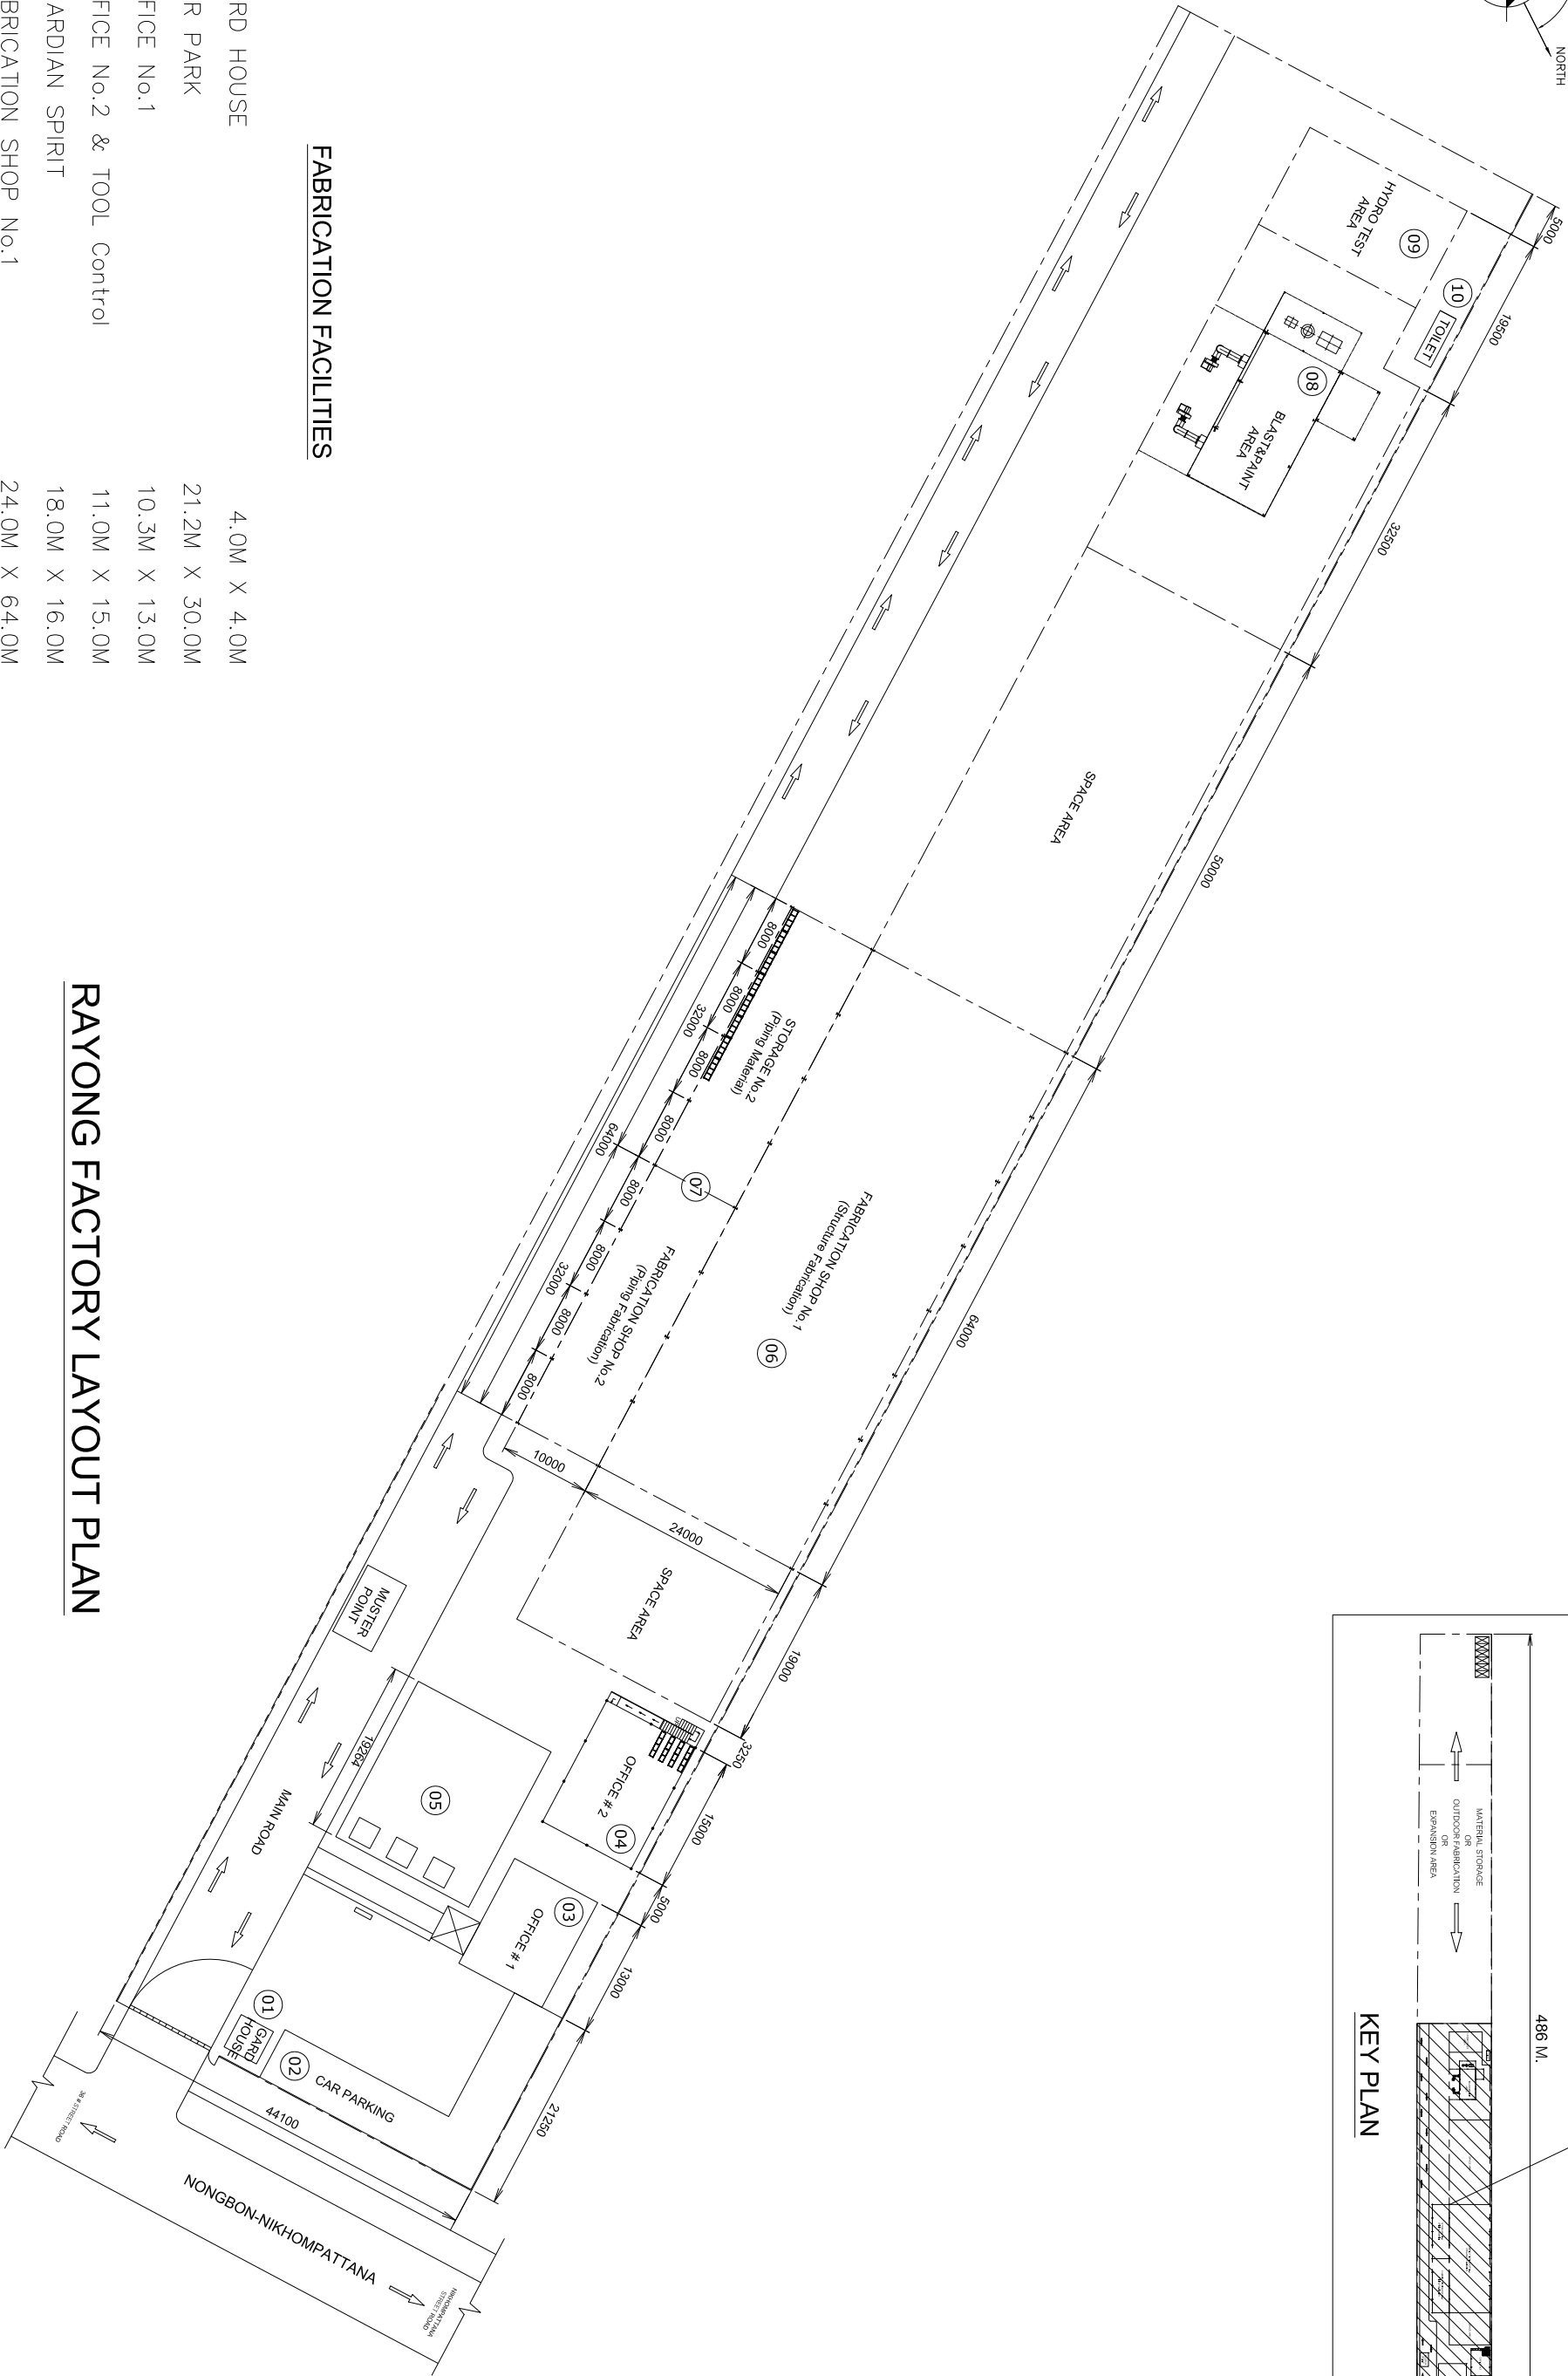 NORTH
FABRICATION FACILITIES
RD HOUSE 4.0M X 4.0M
R PARK 21.2M X 30.0M
FICE No.1 10.3M X 13.0M
FICE No.2 & TOOL Control 11.0M X 15.0M
ARDIAN SPIRIT 18.0M X 16.0M
BRICATION SHOP No.1 24.0M X 64.0M
RAYONG FACTORY LAYOUT PLAN
5000
19500
32500
50000
64000
19000
3250
15000
5000
13000
21250
HYDRO TEST
AREA
09
10
TOILET
08
BLAST&PAINT
AREA
SPACE AREA
8000
8000
8000
8000
8000
8000
8000
8000
32000
32000
64000
STORAGE No.2
(Piping Material)
07
FABRICATION SHOP No.2
(Piping Fabrication)
FABRICATION SHOP No.1
(Structure Fabrication)
06
10000
24000
SPACE AREA
MUSTER
POINT
19264
05
OFFICE # 2
04
03
OFFICE # 1
MAIN ROAD
01
GARD
HOUSE
02
CAR PARKING
44100
36 # STREET ROAD
NONGBON-NIKHOMPATTANA
NIKHOMPATTANA
STREET ROAD
486 M.
MATERIAL STORAGE
OR
OUTDOOR FABRICATION
OR
EXPANSION AREA
KEY PLAN